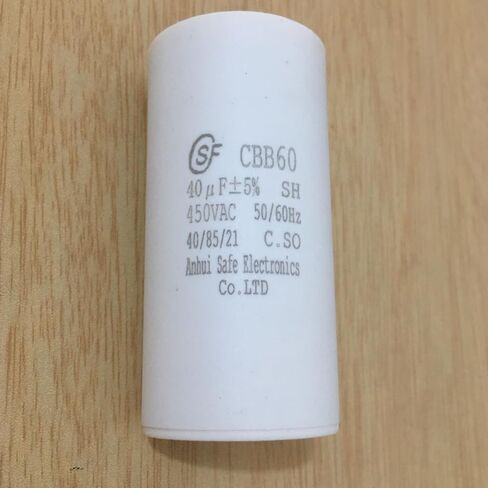 SF CBB60
40μF±5% SH
450VAC 50/60Hz
40/85/21 C.SO
Anhui Safe Electronics
Co.LTD